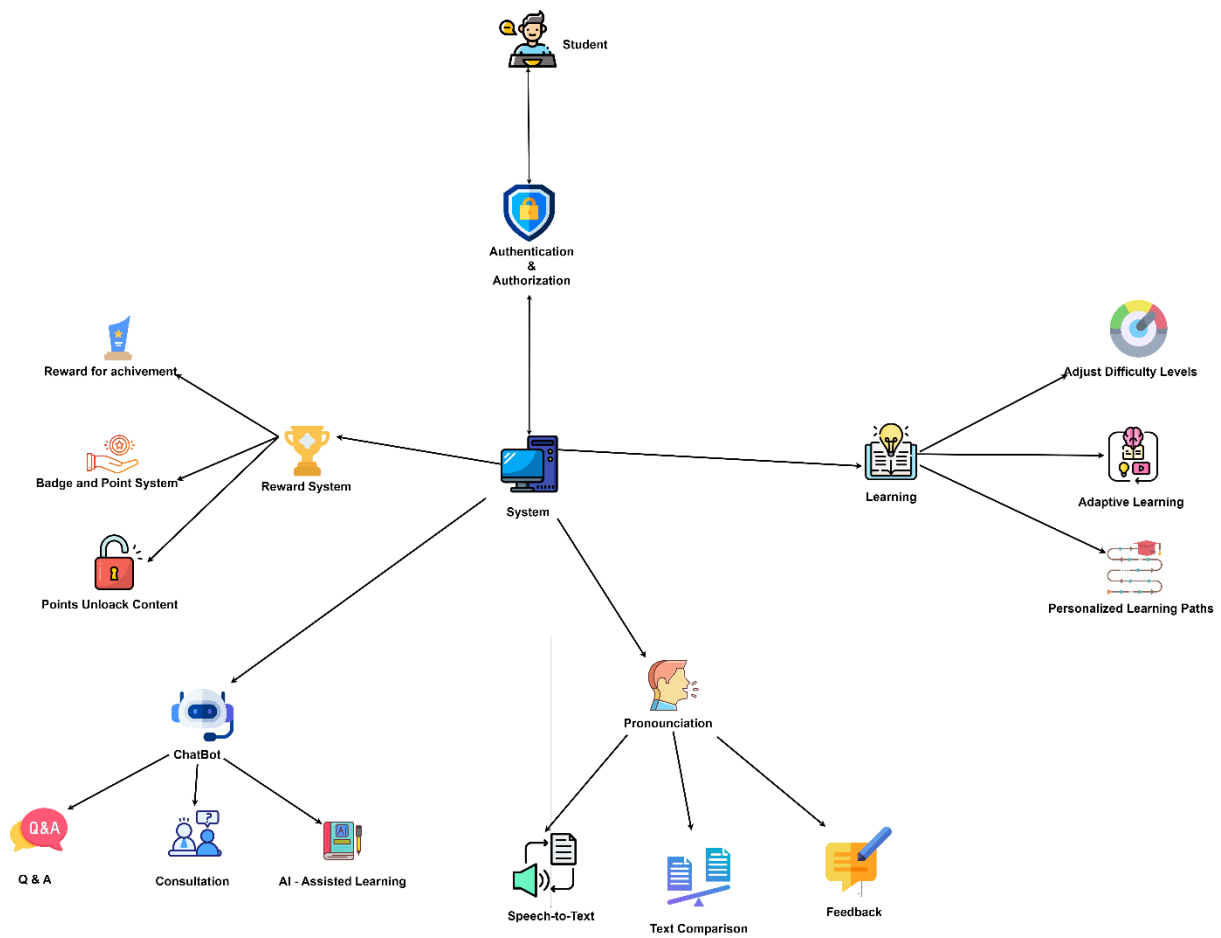 Student
Authentication
&
Authorization
Reward for achivement
Adjust Difficulty Levels
Badge and Point System
Reward System
System
Learning
Adaptive Learning
Points Unloack Content
Personalized Learning Paths
Pronounciation
ChatBot
Q&A
?
AI
Q & A
Consultation
AI - Assisted Learning
Speech-to-Text
Text Comparison
Feedback